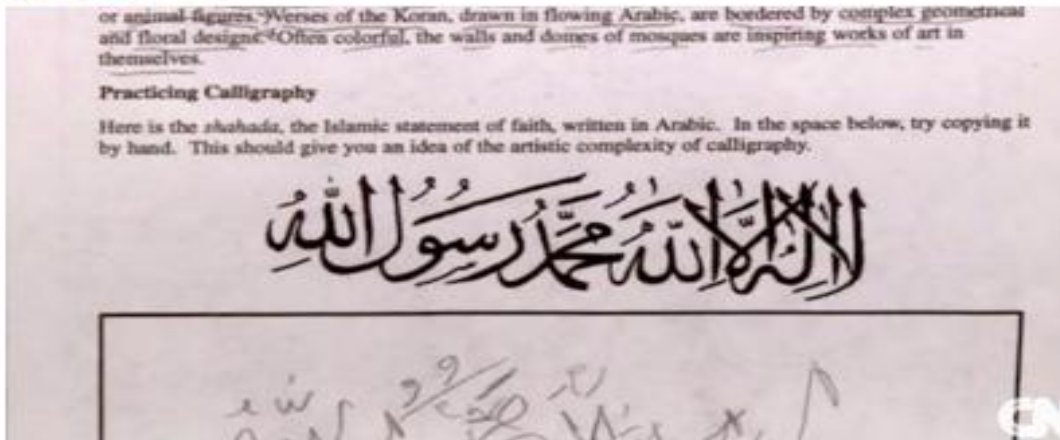 or animal figures. Verses of the Koran, drawn in flowing Arabic, are bordered by complex geometrical
and floral designs. Often colorful, the walls and domes of mosques are inspiring works of art in
themselves.
Practicing Calligraphy
Here is the shahada, the Islamic statement of faith, written in Arabic. In the space below, try copying it
by hand. This should give you an idea of the artistic complexity of calligraphy.
لا إله إلا الله محمد رسول الله